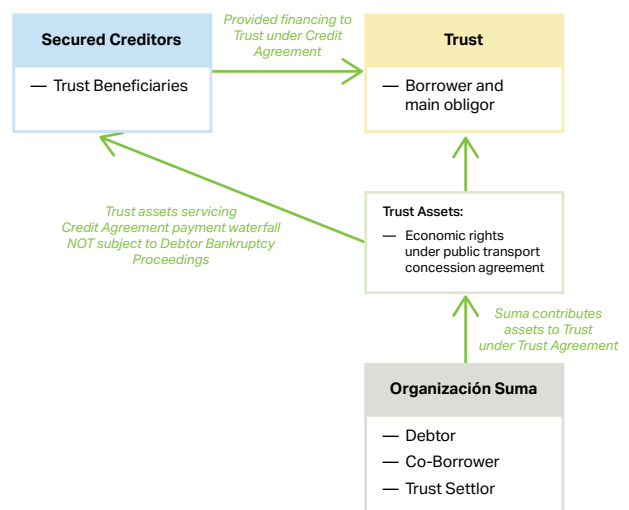 Provided financing to
Trust under Credit
Agreement
Secured Creditors
— Trust Beneficiaries
Trust
— Borrower and
main obligor
Trust assets servicing
Credit Agreement payment waterfall
NOT subject to Debtor Bankruptcy
Proceedings
Trust Assets:
— Economic rights
under public transport
concession agreement
Suma contributes
assets to Trust
under Trust Agreement
Organización Suma
— Debtor
— Co-Borrower
— Trust Settlor